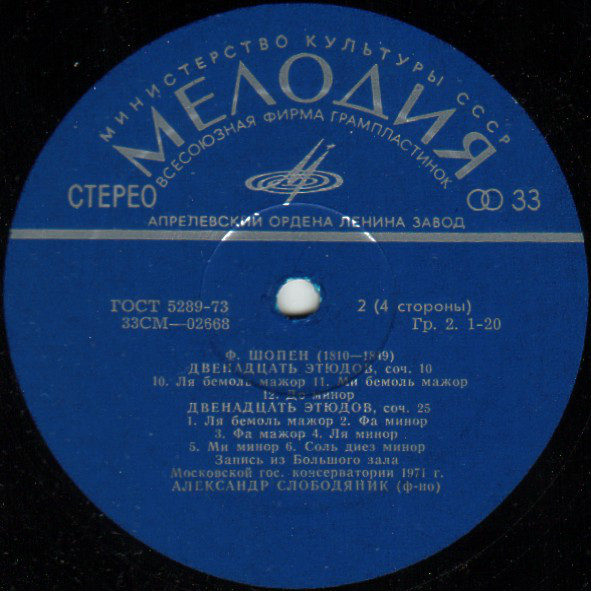 МИНИСТЕРСТВО КУЛЬТУРЫ СССР
МЕЛОДИЯ
ВСЕСОЮЗНАЯ ФИРМА ГРАМПЛАСТИНОК
СТЕРЕО
33
АПРЕЛЕВСКИЙ ОРДЕНА ЛЕНИНА ЗАВОД
ГОСТ 5289-73
2 (4 стороны)
33СМ—02668
Гр. 2. 1-20
Ф. ШОПЕН (1810—1849)
ДВЕНАДЦАТЬ ЭТЮДОВ, соч. 10
10. Ля бемоль мажор 11. Ми бемоль мажор
12. До минор
ДВЕНАДЦАТЬ ЭТЮДОВ, соч. 25
1. Ля бемоль мажор 2. Фа минор
3. Фа мажор 4. Ля минор
5. Ми минор 6. Соль диез минор
Запись из Большого зала
Московской гос. консерватории 1971 г.
АЛЕКСАНДР СЛОБОДЯНИК (ф-но)